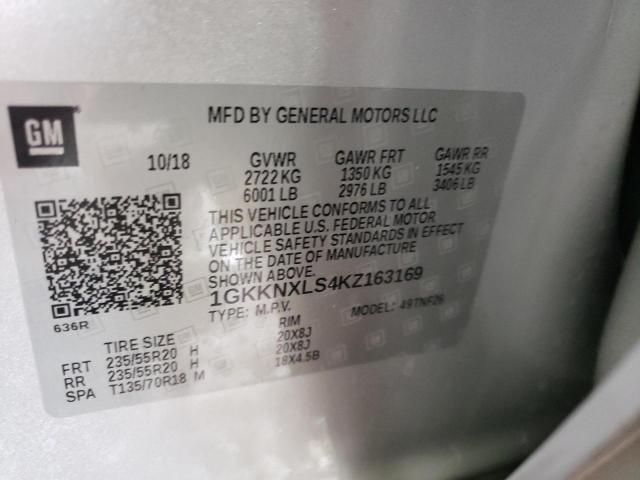 GM
MFD BY GENERAL MOTORS LLC
10/18 GVWR GAWR FRT GAWR RR
2722 KG 1350 KG 1545 KG
6001 LB 2976 LB 3406 LB
THIS VEHICLE CONFORMS TO ALL
APPLICABLE U.S. FEDERAL MOTOR
VEHICLE SAFETY STANDARDS IN EFFECT
ON THE DATE OF MANUFACTURE
SHOWN ABOVE.
1GKKNXLS4KZ163169
TYPE: M.P.V. MODEL: 49TNF26
636R
TIRE SIZE RIM
FRT 235/55R20 H 20X8J
RR 235/55R20 H 20X8J
SPA T135/70R18 M 18X4.5B